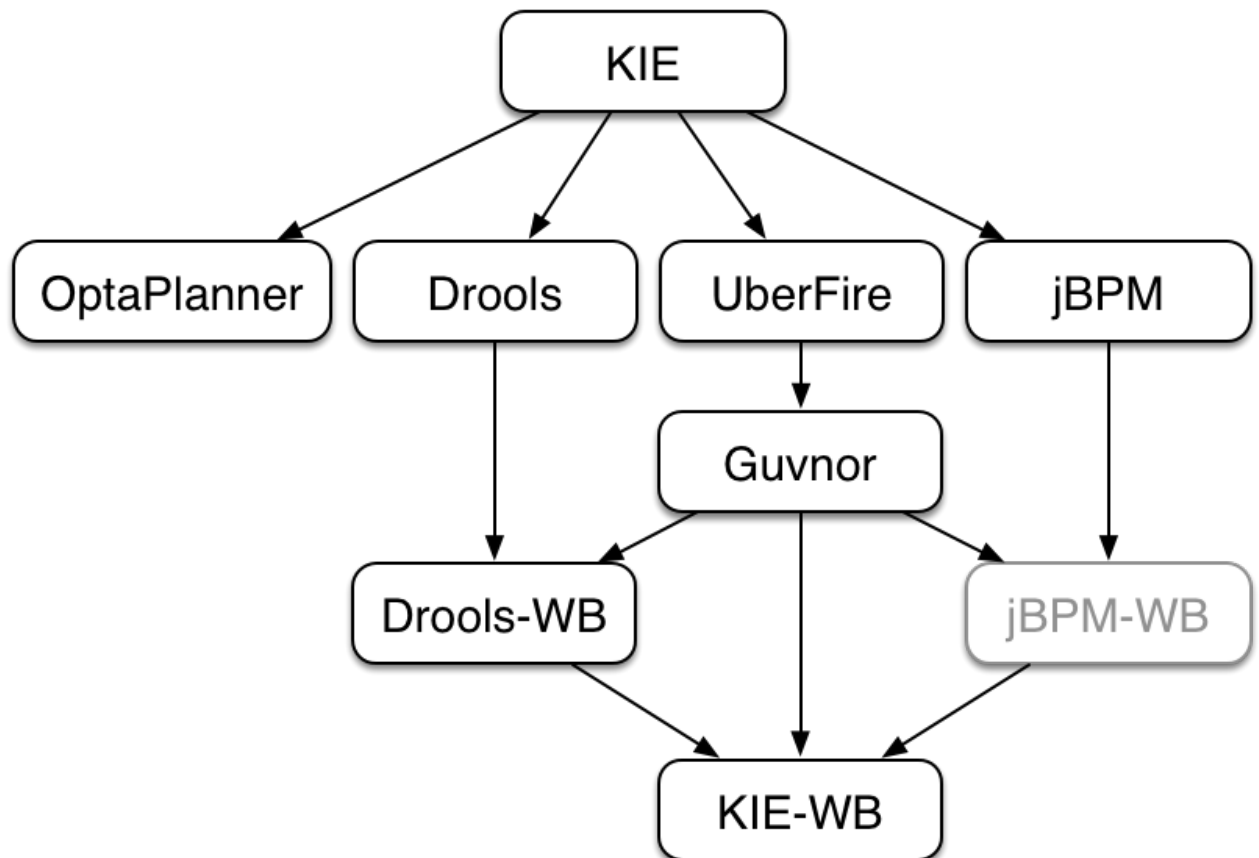 KIE
OptaPlanner
Drools
UberFire
jBPM
Guvnor
Drools-WB
jBPM-WB
KIE-WB